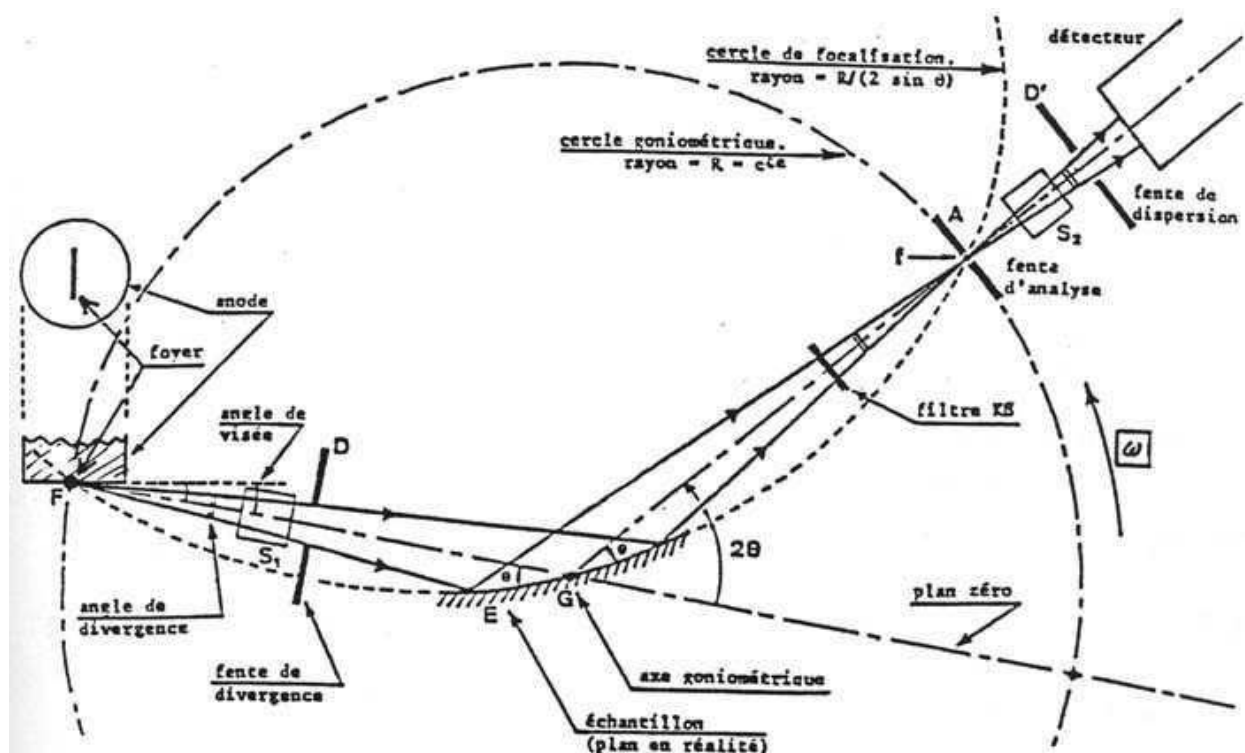 détecteur
cercle de focalisation,
rayon = R/(2 sin θ)
D'
cercle goniométrique,
rayon = R = cte
fente de
dispersion
A
S2
f
fente
d'analyse
anode
foyer
filtre Kß
angle de
visée
D
ω
F
S1
2θ
θ
θ
G
E
plan zéro
angle de
divergence
fente de
divergence
axe goniométrique
échantillon
(plan en réalité)